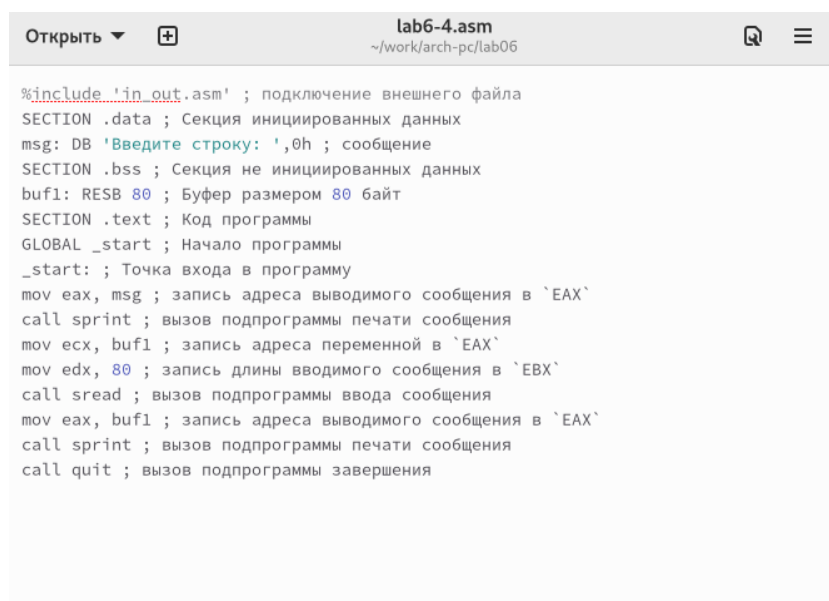 Открыть
lab6-4.asm
~/work/arch-pc/lab06
%include 'in_out.asm' ; подключение внешнего файла
SECTION .data ; Секция инициированных данных
msg: DB 'Введите строку: ',0h ; сообщение
SECTION .bss ; Секция не инициированных данных
buf1: RESB 80 ; Буфер размером 80 байт
SECTION .text ; Код программы
GLOBAL _start ; Начало программы
_start: ; Точка входа в программу
mov eax, msg ; запись адреса выводимого сообщения в `EAX`
call sprint ; вызов подпрограммы печати сообщения
mov ecx, buf1 ; запись адреса переменной в `EAX`
mov edx, 80 ; запись длины вводимого сообщения в `EBX`
call sread ; вызов подпрограммы ввода сообщения
mov eax, buf1 ; запись адреса выводимого сообщения в `EAX`
call sprint ; вызов подпрограммы печати сообщения
call quit ; вызов подпрограммы завершения